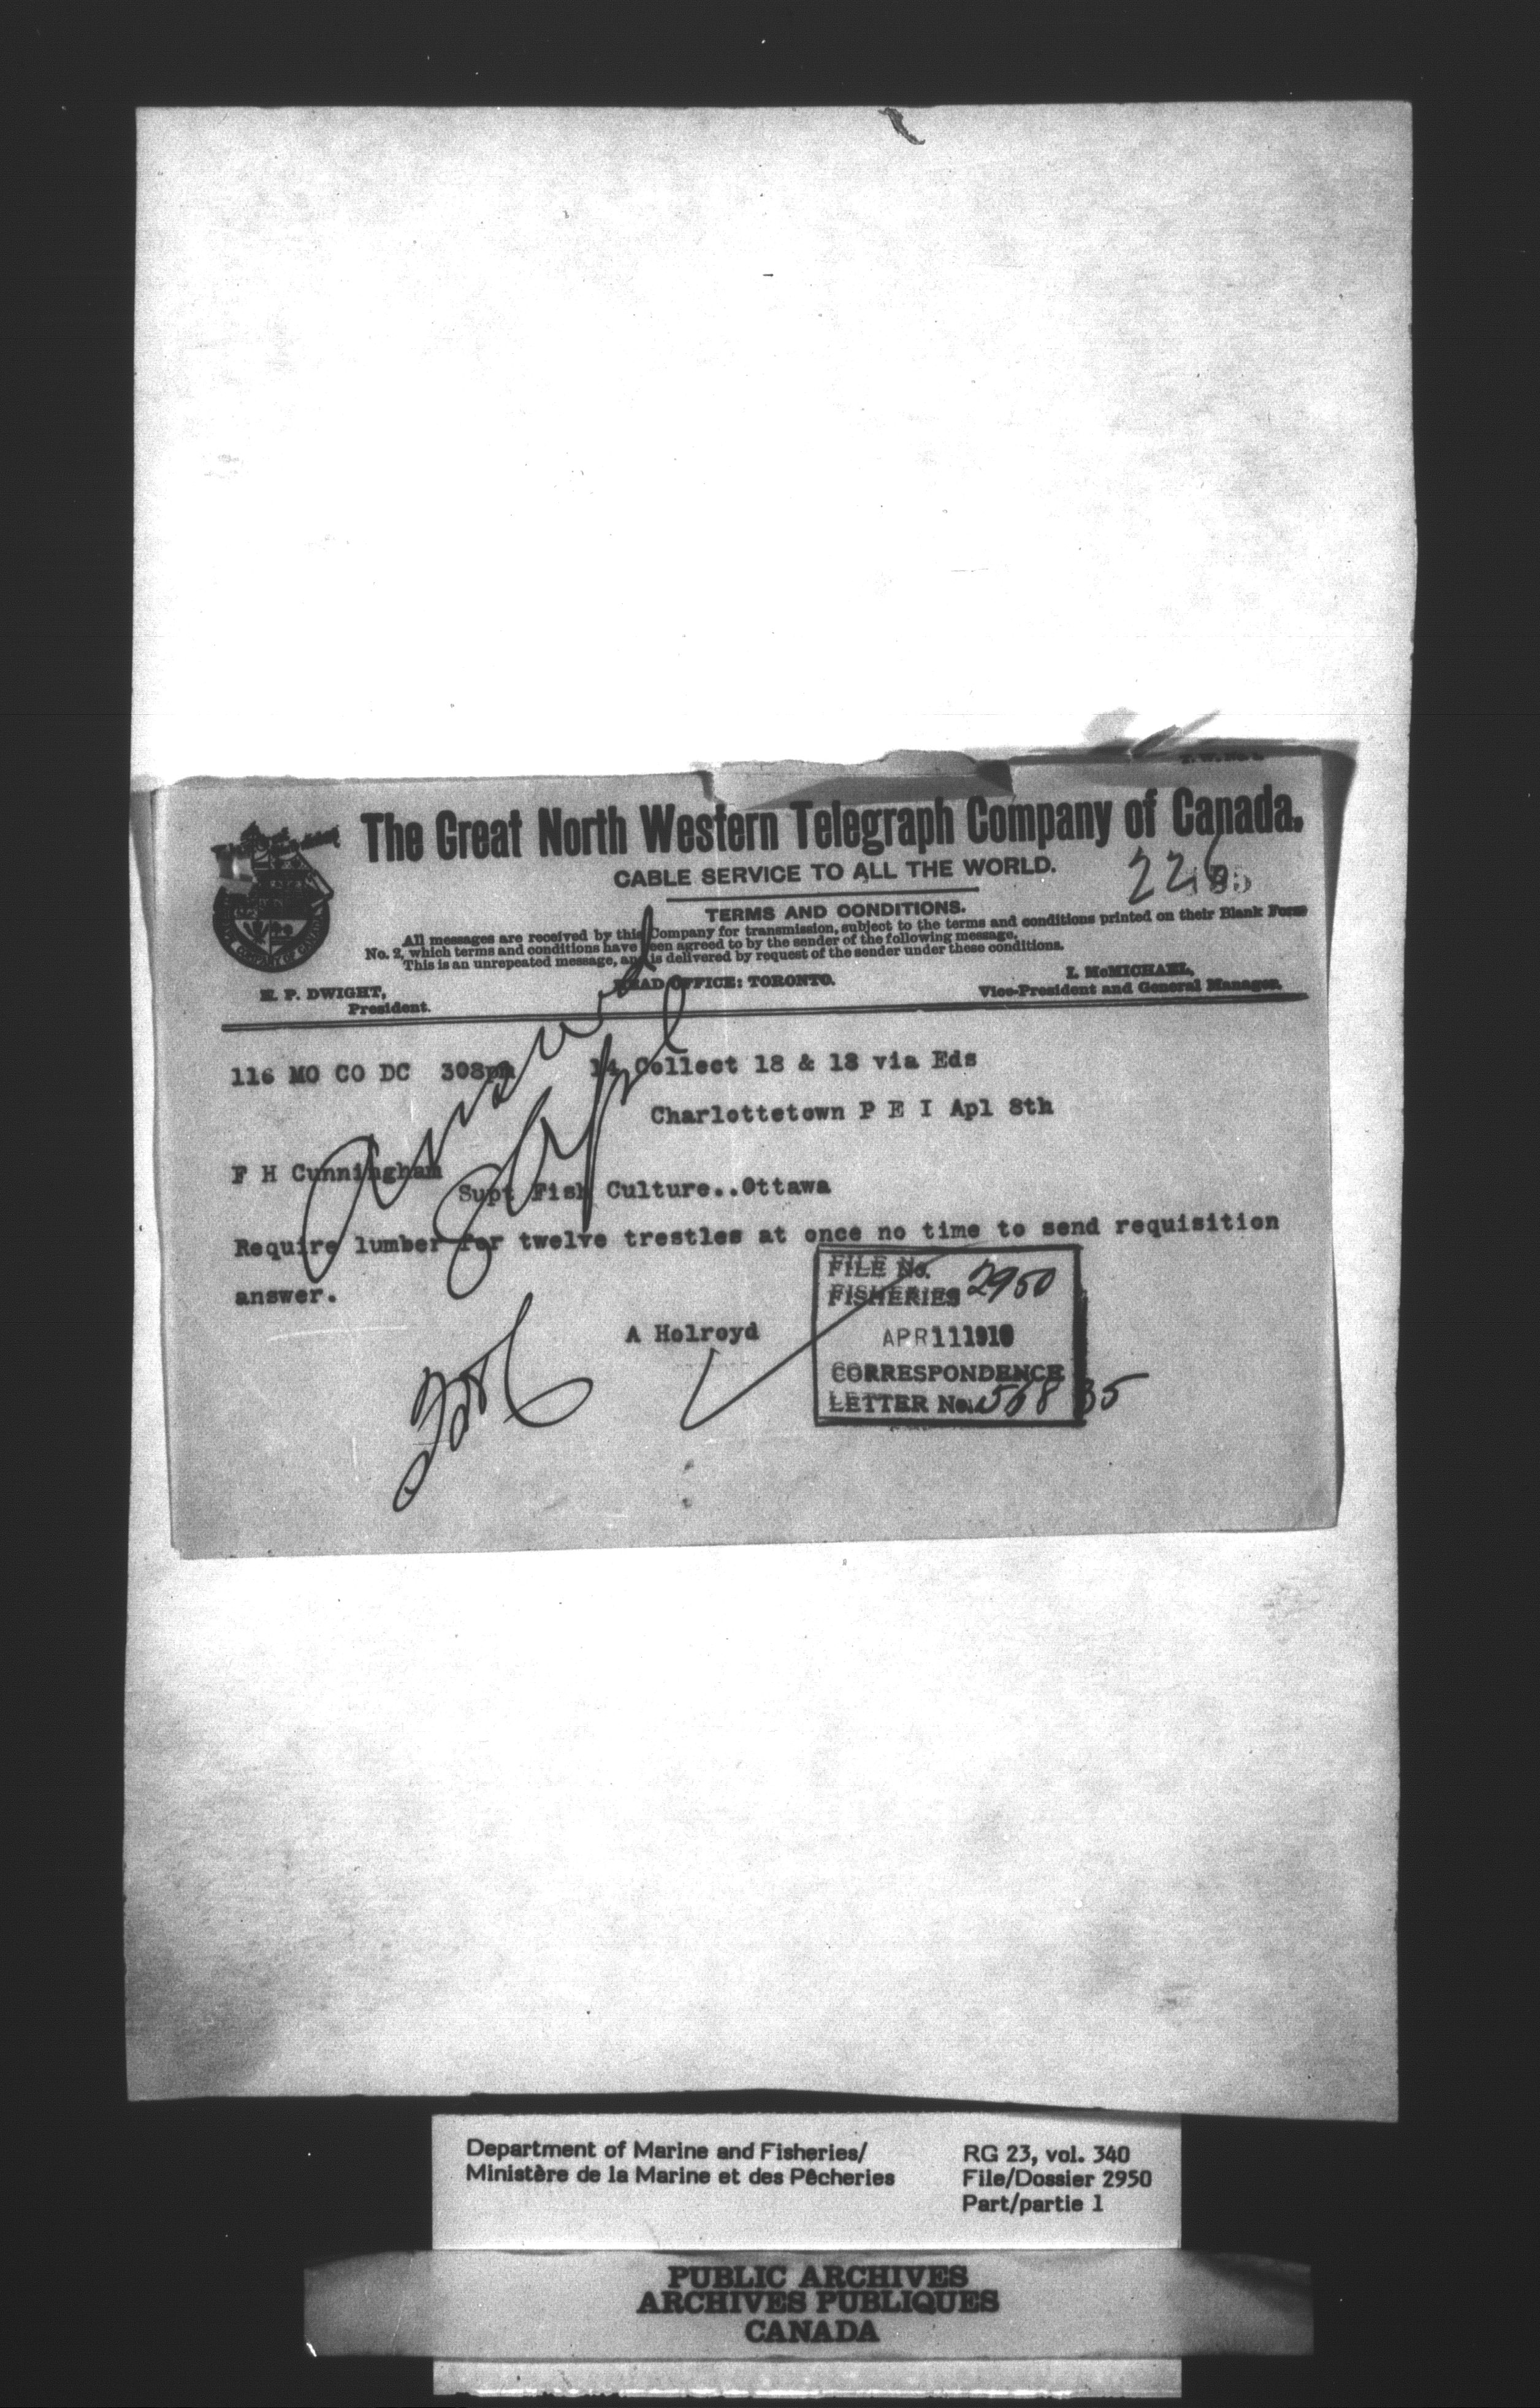 The Great North Western Telegraph Company of Canada.
CABLE SERVICE TO ALL THE WORLD.
226
TERMS AND CONDITIONS.
All messages are received by this Company for transmission, subject to the terms and conditions printed on their Blank Form
No. 2, which terms and conditions have been agreed to by the sender of the following message.
This is an unrepeated message, and is delivered by request of the sender under these conditions.
HEAD OFFICE: TORONTO.
H. P. DWIGHT,
President.
I. McMICHAEL,
Vice-President and General Manager.
116 MO CO DC 308pm 14 Collect 18 & 18 via Eds
Charlottetown P E I Apl 8th
F H Cunningham
Supt Fish Culture..Ottawa
Require lumber for twelve trestles at once no time to send requisition
answer.
A Holroyd
Answered
FILE No.
FISHERIES 2950
APR 11 1910
CORRESPONDENCE
LETTER No. 56835
Department of Marine and Fisheries/
Ministère de la Marine et des Pêcheries
RG 23, vol. 340
File/Dossier 2950
Part/partie 1
PUBLIC ARCHIVES
ARCHIVES PUBLIQUES
CANADA